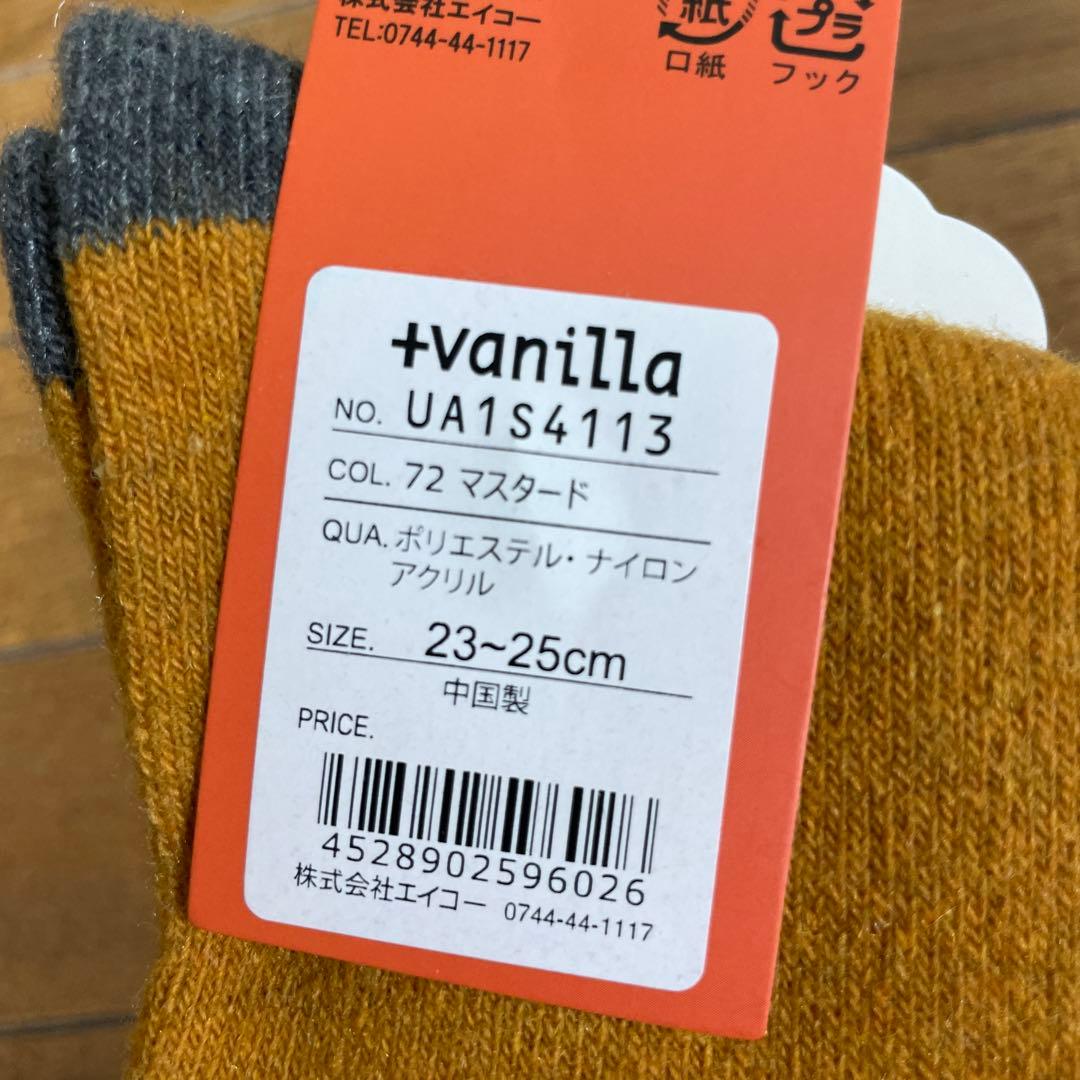 株式会社エイコー
TEL:0744-44-1117
紙
口紙
プラ
フック
+vanilla
NO. UA1S4113
COL. 72 マスタード
QUA. ポリエステル・ナイロン
アクリル
SIZE. 23~25cm
中国製
PRICE.
4528902596026
株式会社エイコー 0744-44-1117